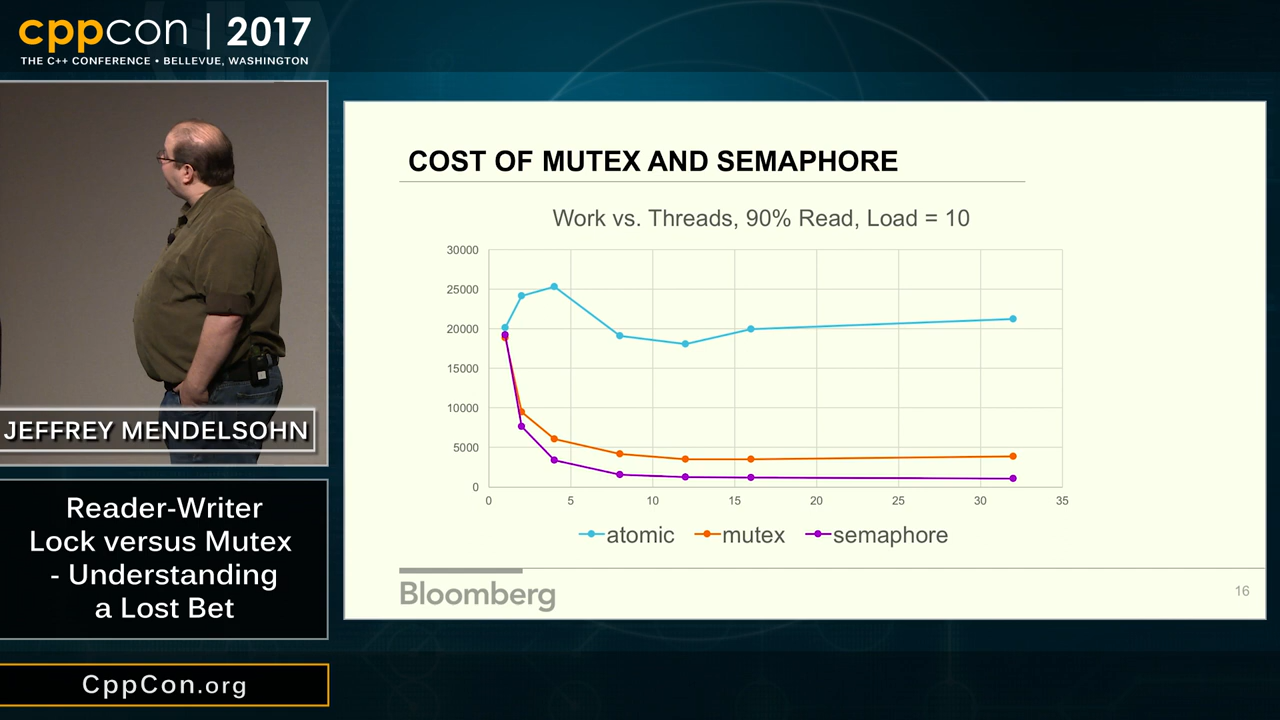 cppcon | 2017
THE C++ CONFERENCE • BELLEVUE, WASHINGTON
JEFFREY MENDELSOHN
Reader-Writer
Lock versus Mutex
- Understanding
a Lost Bet
CppCon.org
COST OF MUTEX AND SEMAPHORE
Work vs. Threads, 90% Read, Load = 10
30000
25000
20000
15000
10000
5000
0
0 5 10 15 20 25 30 35
atomic mutex semaphore
Bloomberg
16